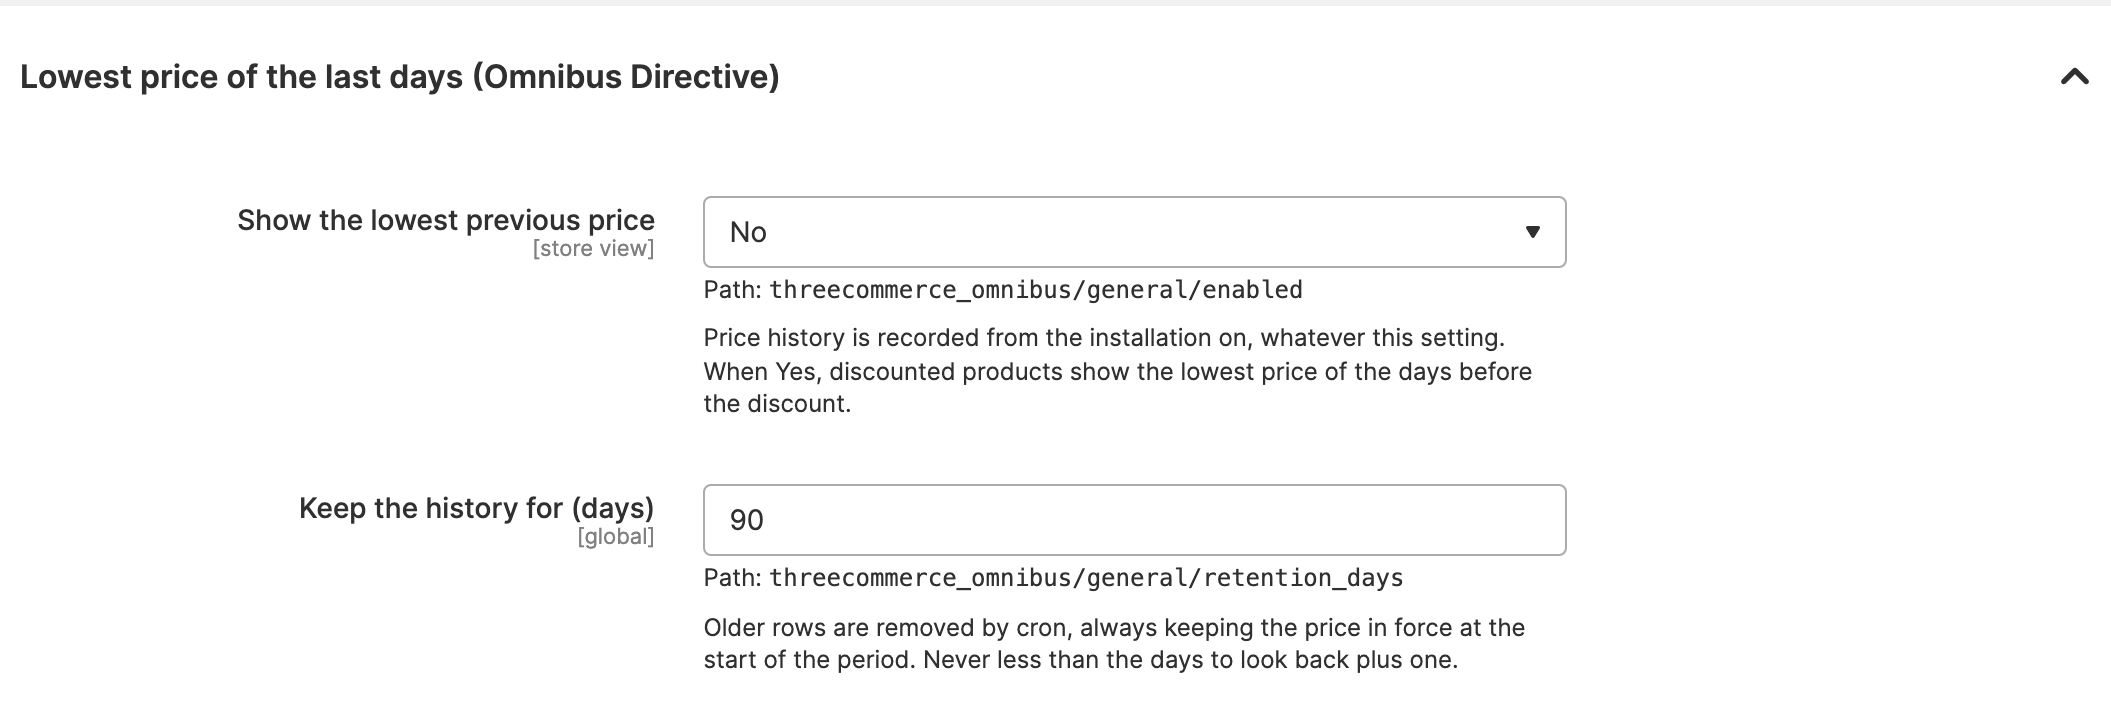 Lowest price of the last days (Omnibus Directive)
Show the lowest previous price
[store view]
No
Path: threecommerce_omnibus/general/enabled
Price history is recorded from the installation on, whatever this setting.
When Yes, discounted products show the lowest price of the days before
the discount.
Keep the history for (days)
[global]
90
Path: threecommerce_omnibus/general/retention_days
Older rows are removed by cron, always keeping the price in force at the
start of the period. Never less than the days to look back plus one.